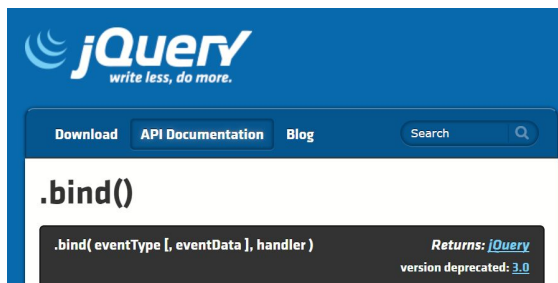 jQuery
write less, do more.
Download API Documentation Blog Search
.bind()
.bind( eventType [, eventData ], handler ) Returns: jQuery
version deprecated: 3.0